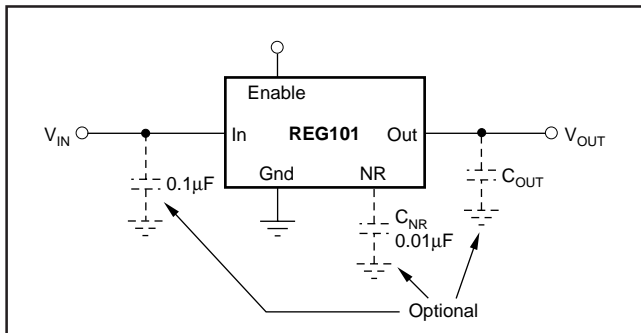 Enable
V_IN
In
REG101
Out
V_OUT
Gnd
NR
0.1µF
C_OUT
C_NR
0.01µF
Optional